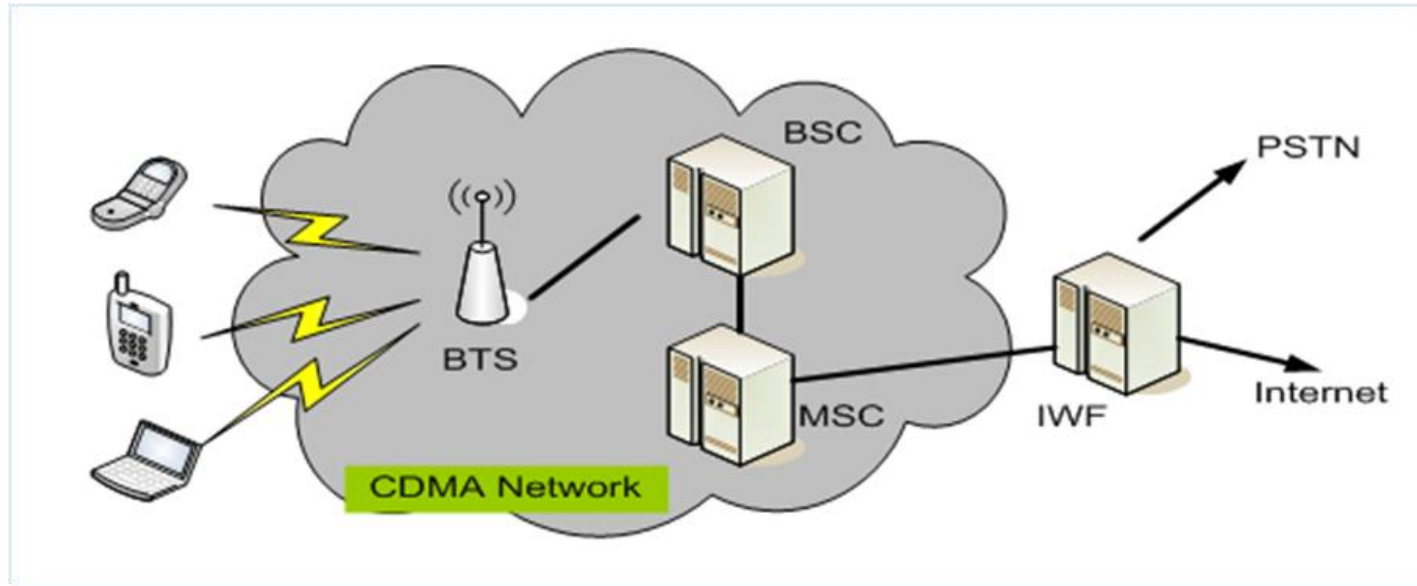 BSC
PSTN
BTS
MSC
IWF
Internet
CDMA Network